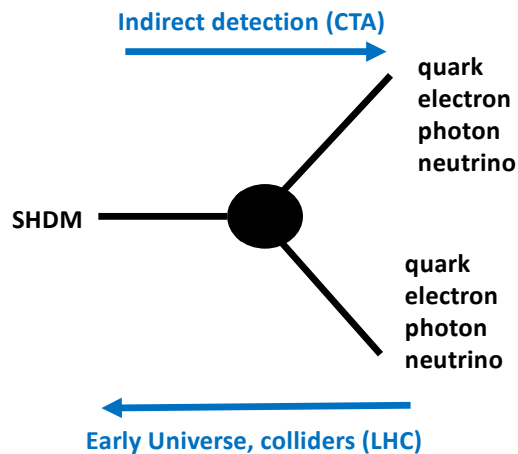 Indirect detection (CTA)
quark
electron
photon
neutrino
SHDM
quark
electron
photon
neutrino
Early Universe, colliders (LHC)